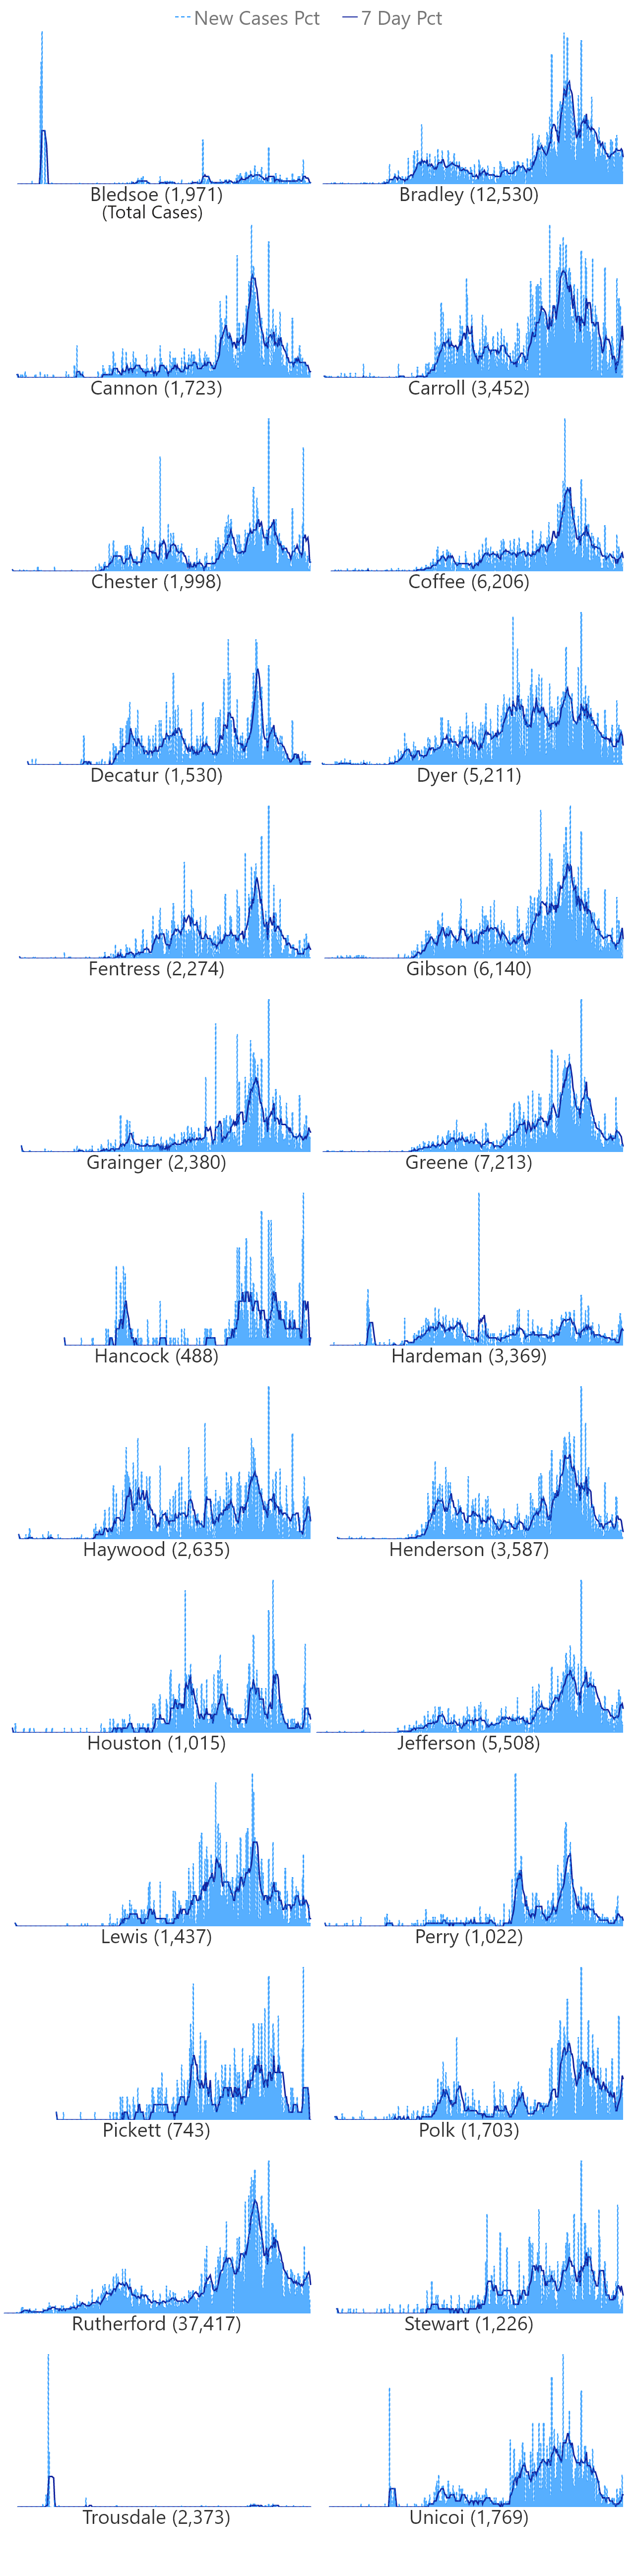 New Cases Pct 7 Day Pct
Bledsoe (1,971) Bradley (12,530)
(Total Cases)
Cannon (1,723) Carroll (3,452)
Chester (1,998) Coffee (6,206)
Decatur (1,530) Dyer (5,211)
Fentress (2,274) Gibson (6,140)
Grainger (2,380) Greene (7,213)
Hancock (488) Hardeman (3,369)
Haywood (2,635) Henderson (3,587)
Houston (1,015) Jefferson (5,508)
Lewis (1,437) Perry (1,022)
Pickett (743) Polk (1,703)
Rutherford (37,417) Stewart (1,226)
Trousdale (2,373) Unicoi (1,769)